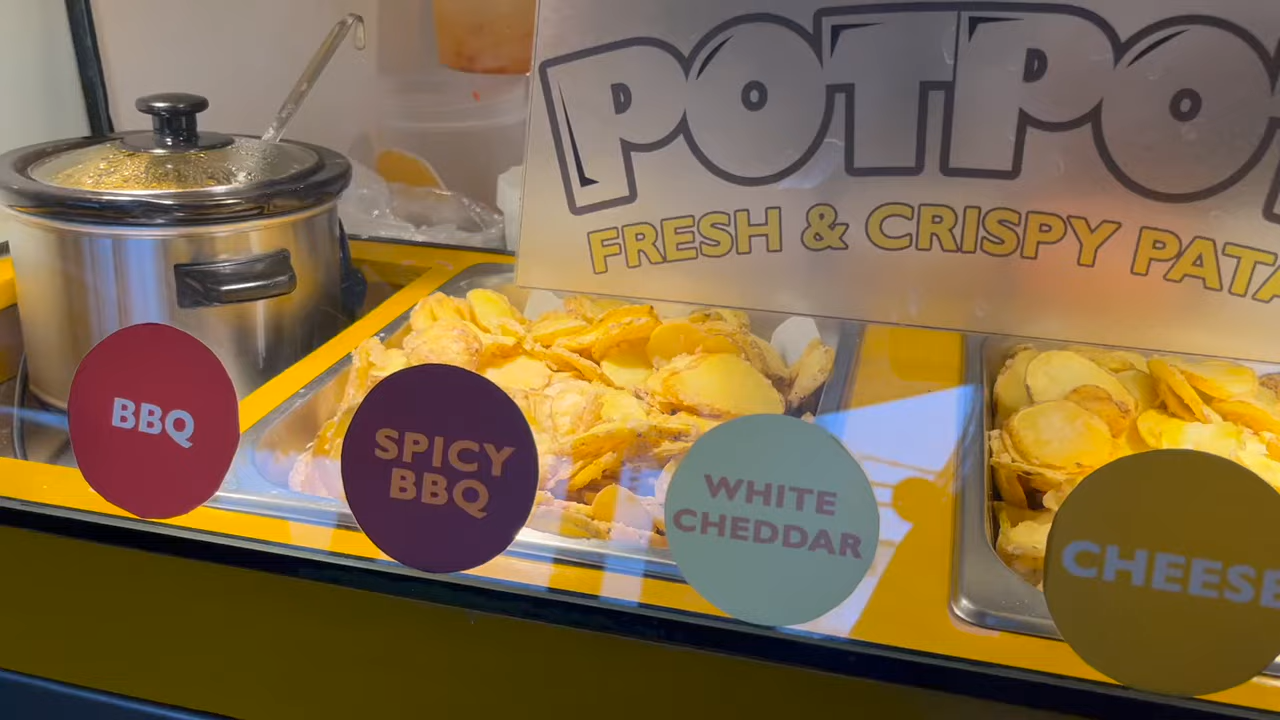 POTPO
FRESH & CRISPY PATA
BBQ
SPICY
BBQ
WHITE
CHEDDAR
CHEESE